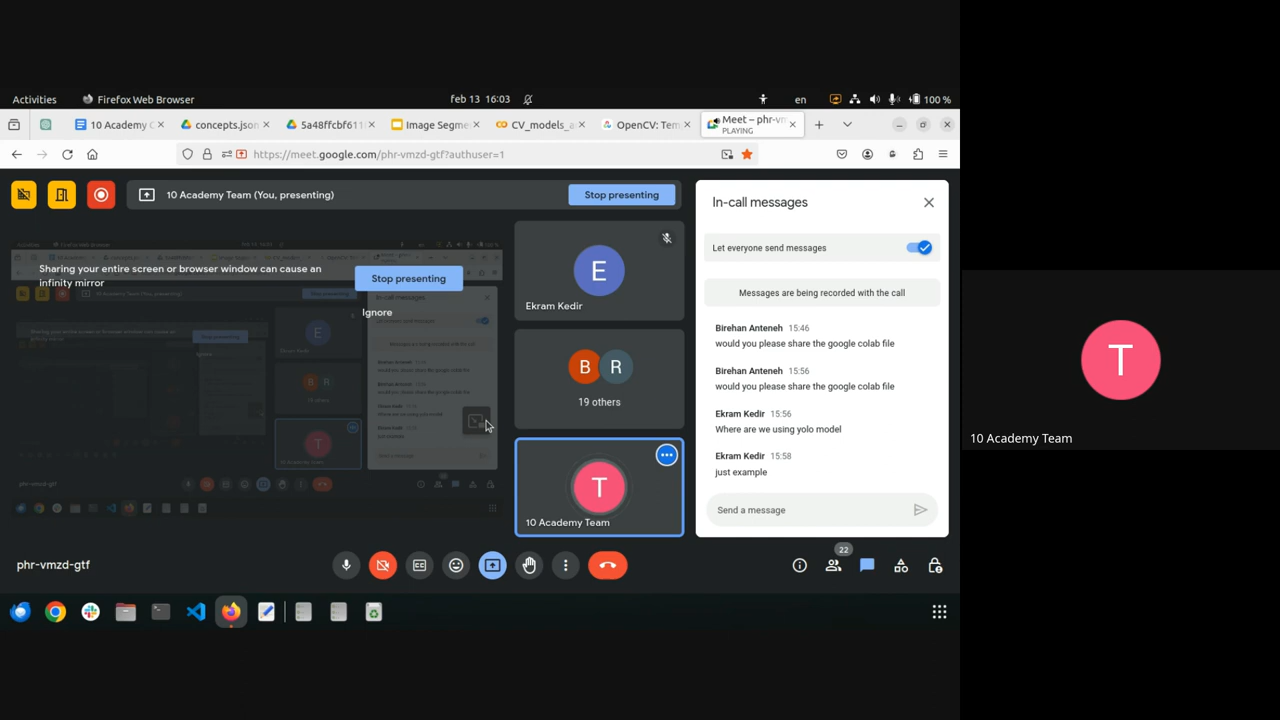 Activities
Firefox Web Browser
feb 13 16:03
en
100 %
10 Academy C
concepts.json
5a48ffcbf611
Image Segme
CV_models_a
OpenCV: Tem
Meet – phr-vm
PLAYING
https://meet.google.com/phr-vmzd-gtf?authuser=1
10 Academy Team (You, presenting)
Stop presenting
Sharing your entire screen or browser window can cause an
infinity mirror
Stop presenting
Ignore
E
Ekram Kedir
B R
19 others
T
10 Academy Team
In-call messages
Let everyone send messages
Messages are being recorded with the call
Birehan Anteneh 15:46
would you please share the google colab file
Birehan Anteneh 15:56
would you please share the google colab file
Ekram Kedir 15:56
Where are we using yolo model
Ekram Kedir 15:58
just example
Send a message
phr-vmzd-gtf
22
T
10 Academy Team